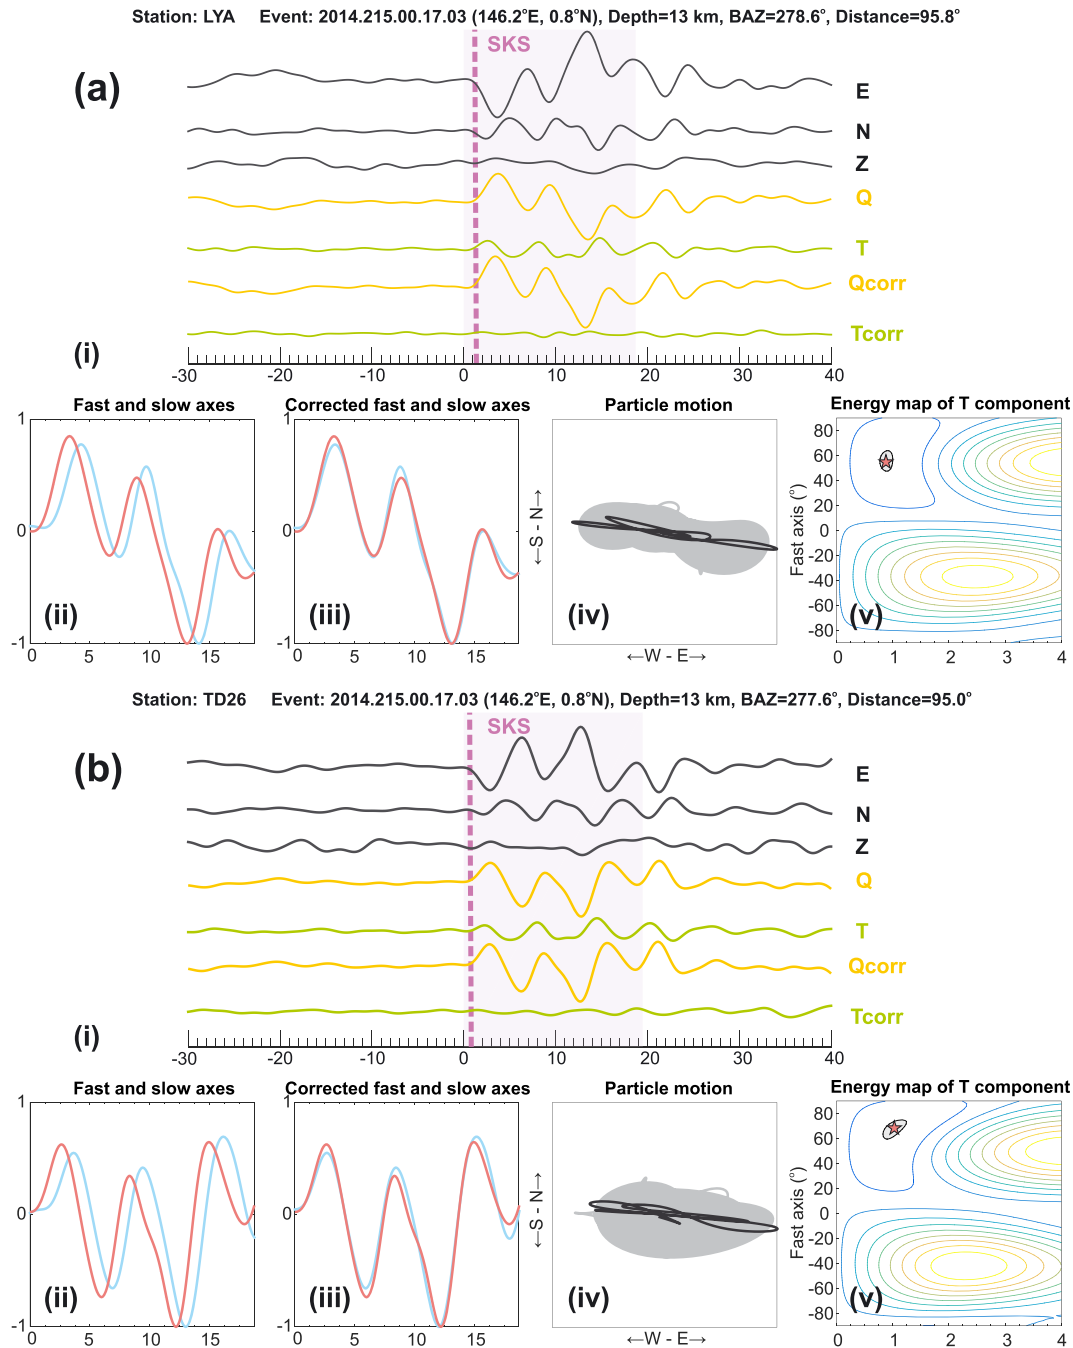 Station: LYA Event: 2014.215.00.17.03 (146.2°E, 0.8°N), Depth=13 km, BAZ=278.6°, Distance=95.8°
SKS
(a)
E
N
Z
Q
T
Qcorr
Tcorr
(i)
-30 -20 -10 0 10 20 30 40
Fast and slow axes
1
0
-1
(ii)
0 5 10 15
Corrected fast and slow axes
1
0
-1
(iii)
0 5 10 15
Particle motion
←S - N→
(iv)
←W - E→
Energy map of T component
Fast axis (°)
80
60
40
20
0
-20
-40
-60
-80
(v)
0 1 2 3 4
Station: TD26 Event: 2014.215.00.17.03 (146.2°E, 0.8°N), Depth=13 km, BAZ=277.6°, Distance=95.0°
SKS
(b)
E
N
Z
Q
T
Qcorr
Tcorr
(i)
-30 -20 -10 0 10 20 30 40
Fast and slow axes
1
0
-1
(ii)
0 5 10 15
Corrected fast and slow axes
1
0
-1
(iii)
0 5 10 15
Particle motion
←S - N→
(iv)
←W - E→
Energy map of T component
Fast axis (°)
80
60
40
20
0
-20
-40
-60
-80
(v)
0 1 2 3 4